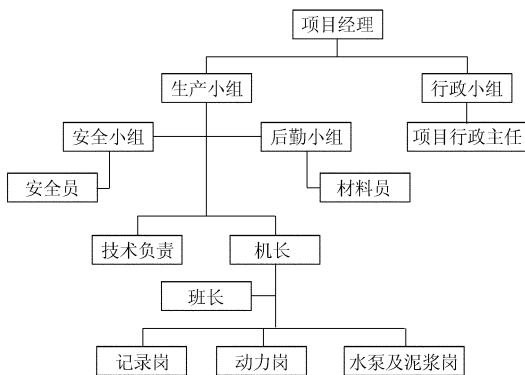 项目经理
生产小组
行政小组
安全小组
后勤小组
项目行政主任
安全员
材料员
技术负责
机长
班长
记录岗
动力岗
水泵及泥浆岗